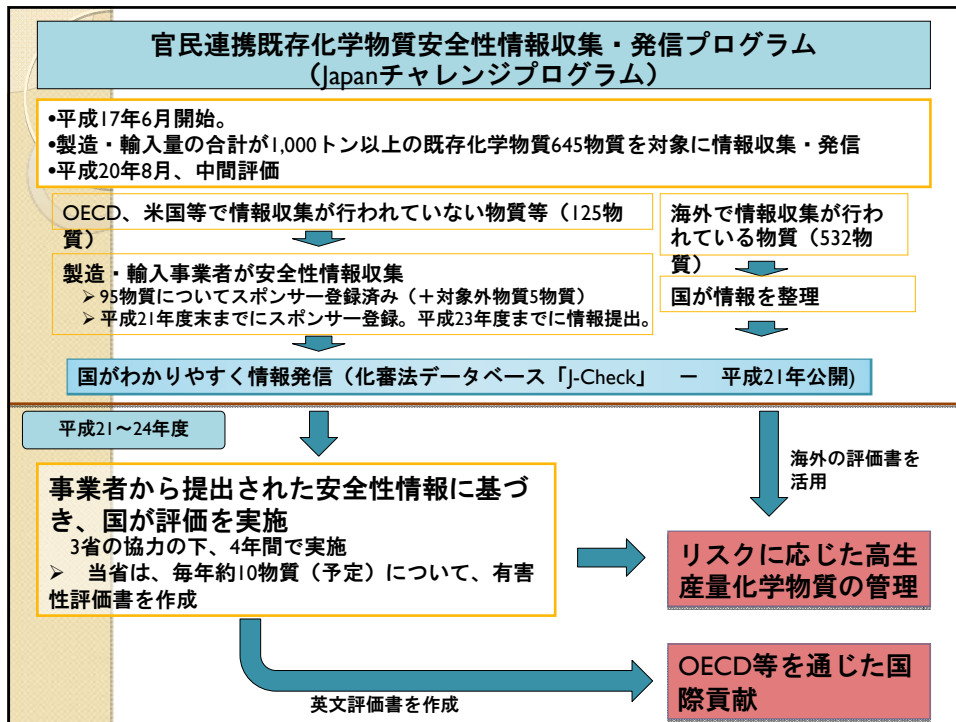 官民連携既存化学物質安全性情報収集・発信プログラム
（Japanチャレンジプログラム）
•平成17年6月開始。
•製造・輸入量の合計が1,000トン以上の既存化学物質645物質を対象に情報収集・発信
•平成20年8月、中間評価
OECD、米国等で情報収集が行われていない物質等（125物
質）
製造・輸入事業者が安全性情報収集
➢ 95物質についてスポンサー登録済み（＋対象外物質5物質）
➢ 平成21年度末までにスポンサー登録。平成23年度までに情報提出。
海外で情報収集が行わ
れている物質（532物
質）
国が情報を整理
国がわかりやすく情報発信（化審法データベース「J-Check」　－　平成21年公開)
平成21～24年度
事業者から提出された安全性情報に基づ
き、国が評価を実施
3省の協力の下、4年間で実施
➢ 当省は、毎年約10物質（予定）について、有害
性評価書を作成
海外の評価書を
活用
リスクに応じた高生
産量化学物質の管理
OECD等を通じた国
際貢献
英文評価書を作成